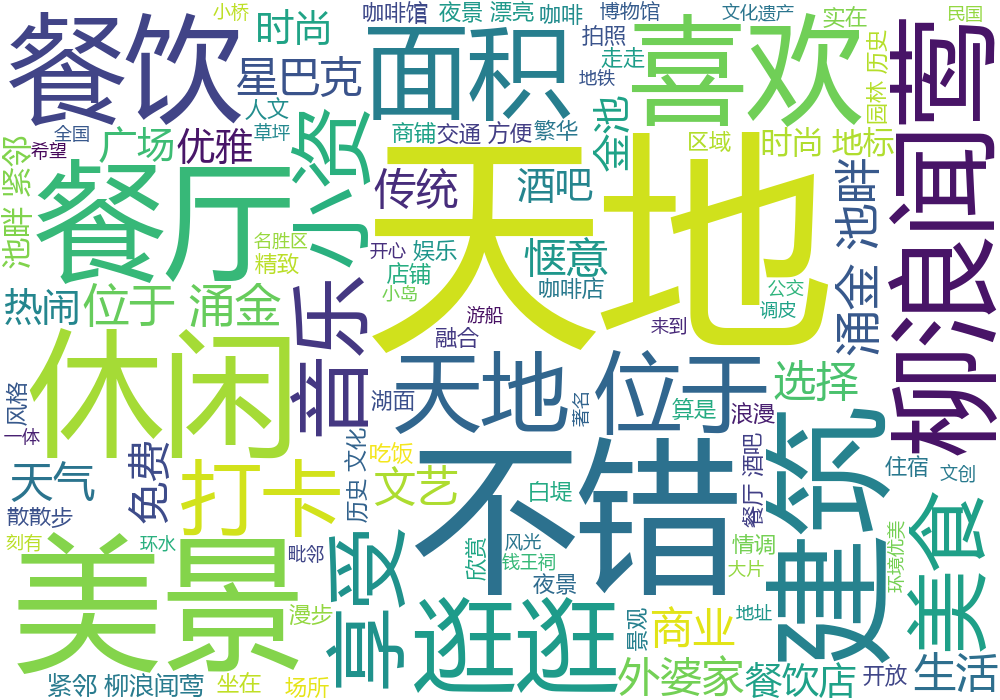 小桥
咖啡馆
夜景 漂亮
咖啡
博物馆
文化遗产
实在
民国
餐饮
时尚
面积
拍照
喜欢
走走
地铁
园林 历史
柳浪闻莺
星巴克
人文
草坪
全国
希望
紧邻
广场
优雅
小资
商铺
交通 方便
繁华
金池
区域
时尚 地标
池畔
餐厅
传统
酒吧
天地
涌金 池畔
名胜区
精致
开心
娱乐
惬意
店铺
小岛
咖啡店
公交
调皮
热闹
位于 涌金
音乐
游船
来到
融合
休闲
天地 位于
选择
风格
一体
湖面
著名
算是
浪漫
建筑
天气
免费
打卡
历史 文化
吃饭
文艺
不错
白堤
餐厅 酒吧
住宿
文创
散散步
刻有
环水
毗邻
美景
享受
欣赏
风光
钱王祠
夜景
情调
大片
环境优美
美食
漫步
逛逛
景观
商业
地址
紧邻 柳浪闻莺
坐在
场所
外婆家
餐饮店
开放
生活